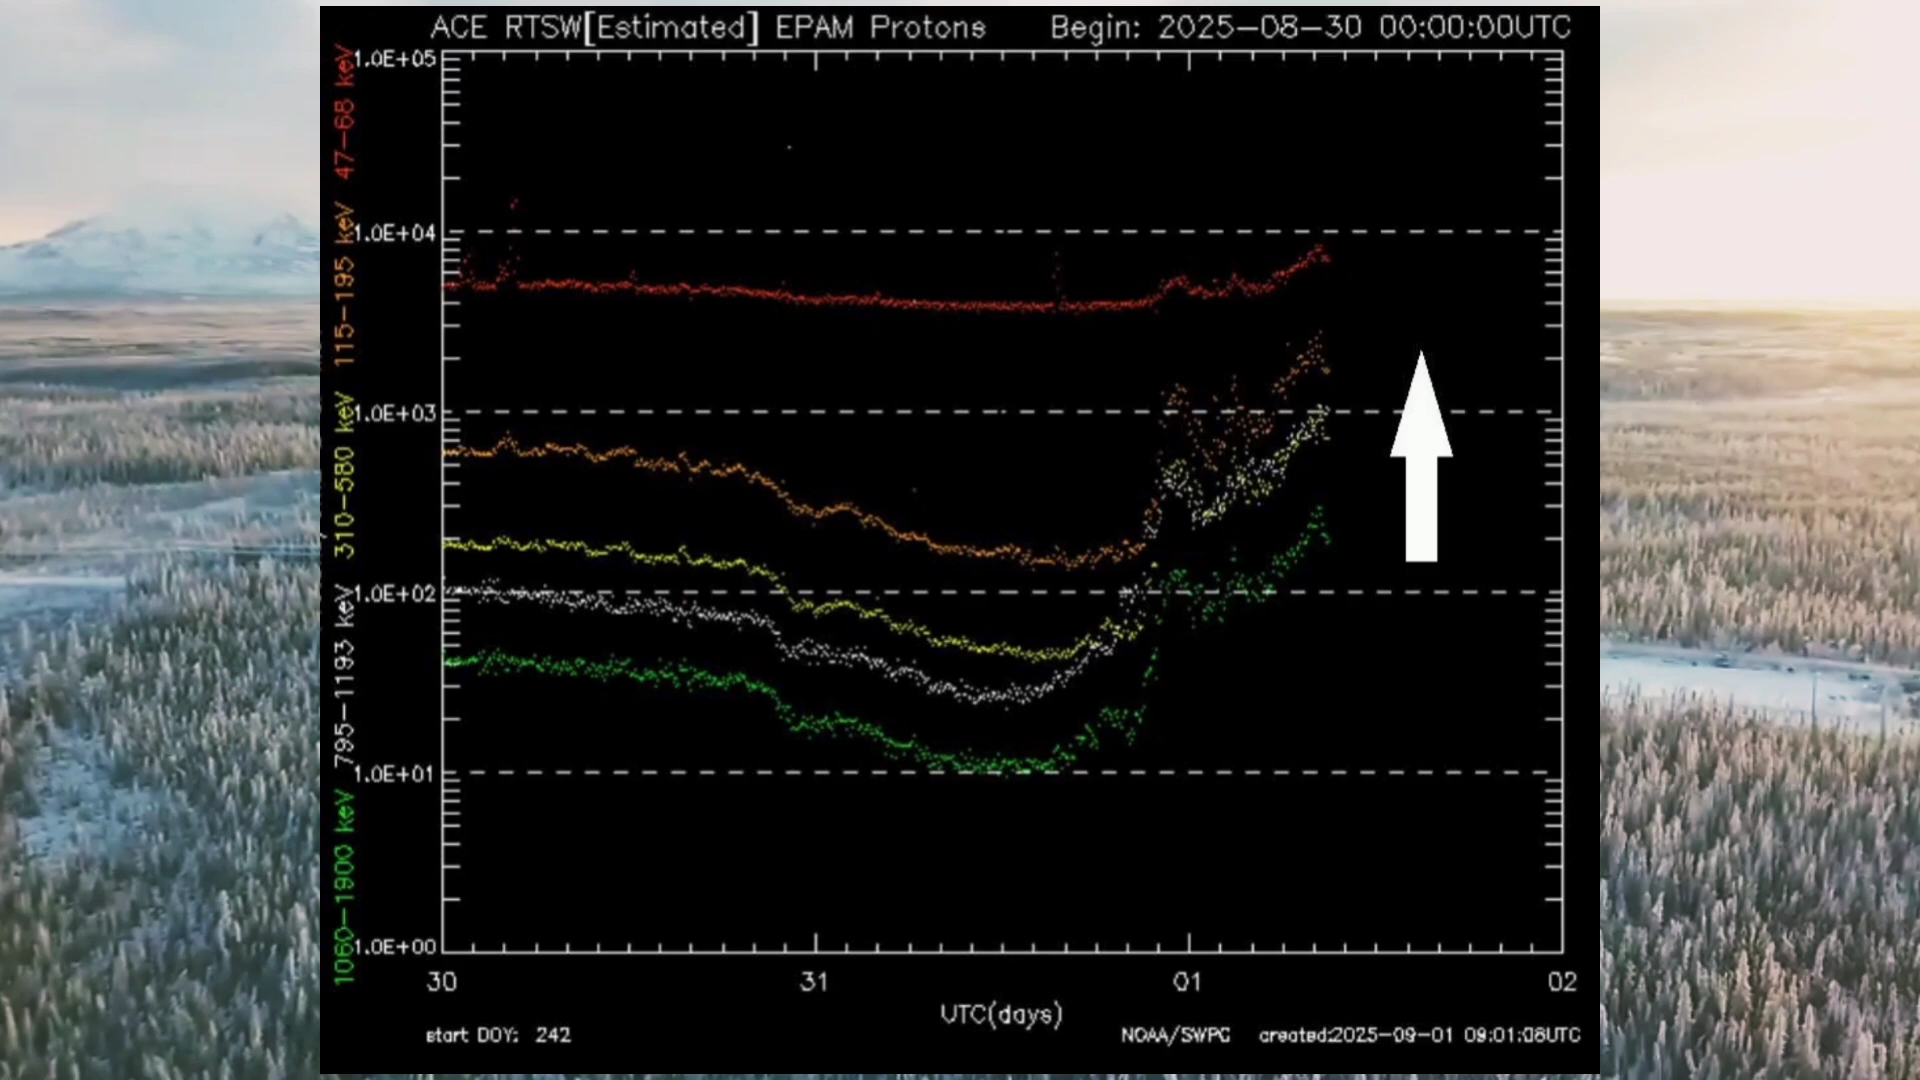 ACE RTSW[Estimated] EPAM Protons Begin: 2025-08-30 00:00:00UTC
47-68 keV
115-195 keV
310-580 keV
795-1193 keV
1060-1900 keV
1.0E+05
1.0E+04
1.0E+03
1.0E+02
1.0E+01
1.0E+00
30 31 01 02
UTC(days)
start DOY: 242 NOAA/SWPC created:2025-09-01 09:01:08UTC